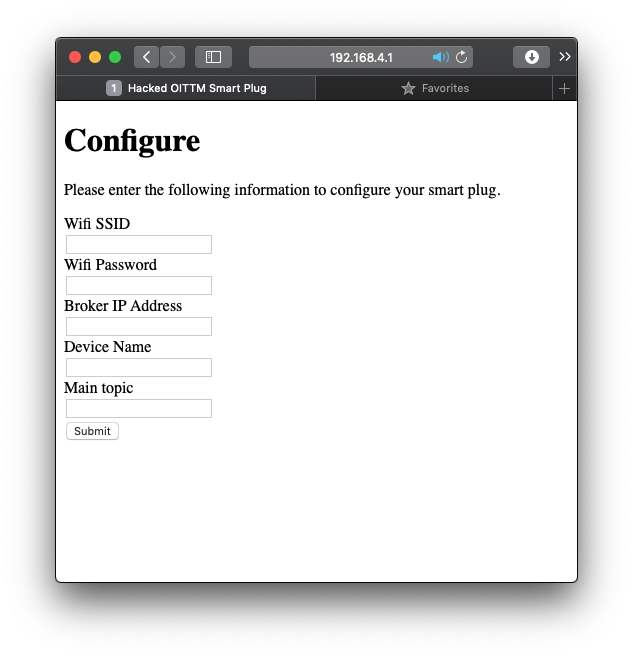 192.168.4.1
1 Hacked OITTM Smart Plug
Favorites
Configure
Please enter the following information to configure your smart plug.
Wifi SSID
Wifi Password
Broker IP Address
Device Name
Main topic
Submit